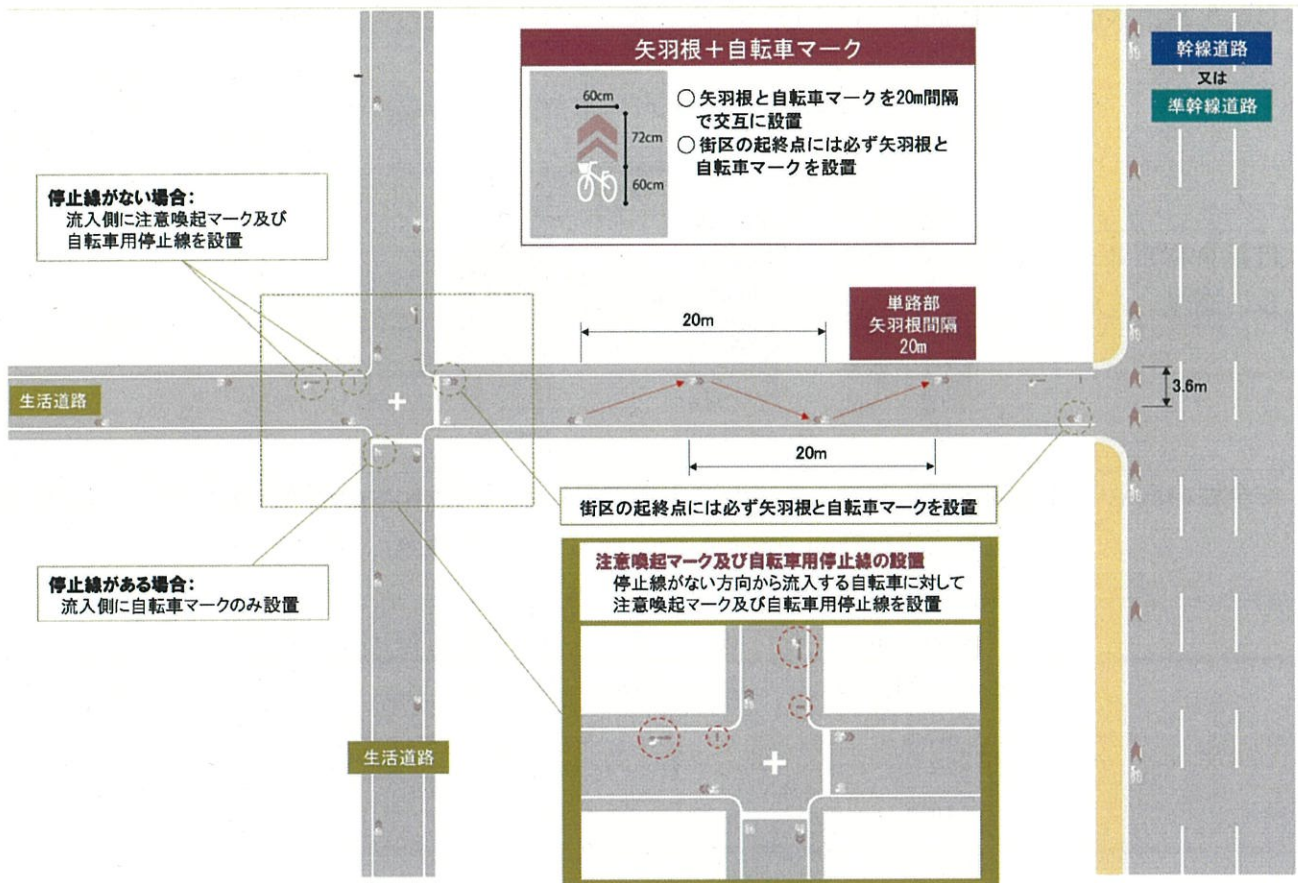 矢羽根＋自転車マーク
60cm
72cm
60cm
○ 矢羽根と自転車マークを20m間隔
で交互に設置
○ 街区の起終点には必ず矢羽根と
自転車マークを設置
幹線道路
又は
準幹線道路
停止線がない場合：
流入側に注意喚起マーク及び
自転車用停止線を設置
20m
単路部
矢羽根間隔
20m
3.6m
生活道路
20m
街区の起終点には必ず矢羽根と自転車マークを設置
停止線がある場合：
流入側に自転車マークのみ設置
注意喚起マーク及び自転車用停止線の設置
停止線がない方向から流入する自転車に対して
注意喚起マーク及び自転車用停止線を設置
生活道路